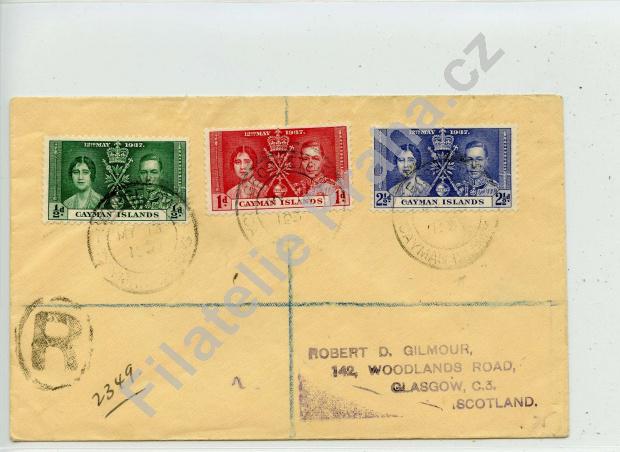 12TH MAY 1937.
CAYMAN ISLANDS
½d ½d
12TH MAY 1937.
CAYMAN ISLANDS
1d 1d
12TH MAY 1937.
CAYMAN ISLANDS
2½d 2½d
CAYMAN
R
2349
ROBERT D. GILMOUR,
142, WOODLANDS ROAD,
GLASGOW, C.3.
SCOTLAND.
Filatelie Praha.cz